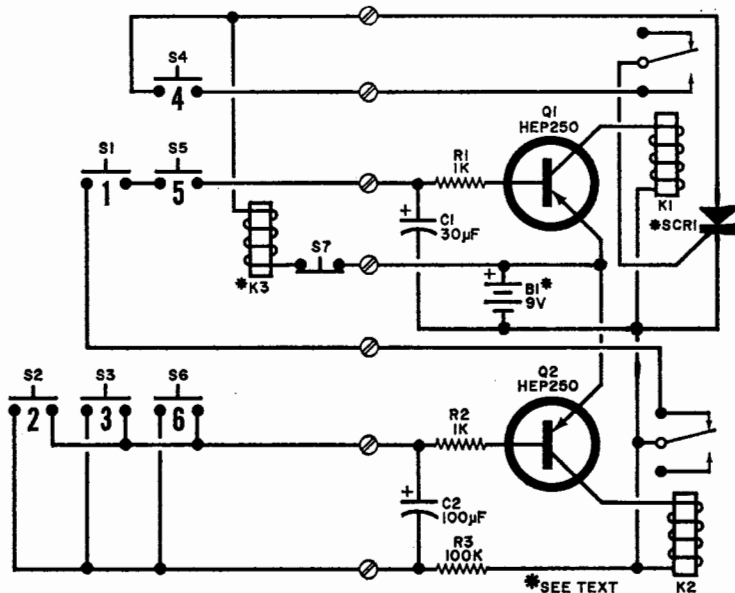 S4
4
Q1
HEP250
S1
S5
R1
1K
1
5
K1
+
C1
30μF
*SCR1
S7
*K3
+
B1*
9V
Q2
HEP250
S2
S3
S6
R2
1K
2
3
6
+
C2
100μF
R3
100K
*SEE TEXT
K2